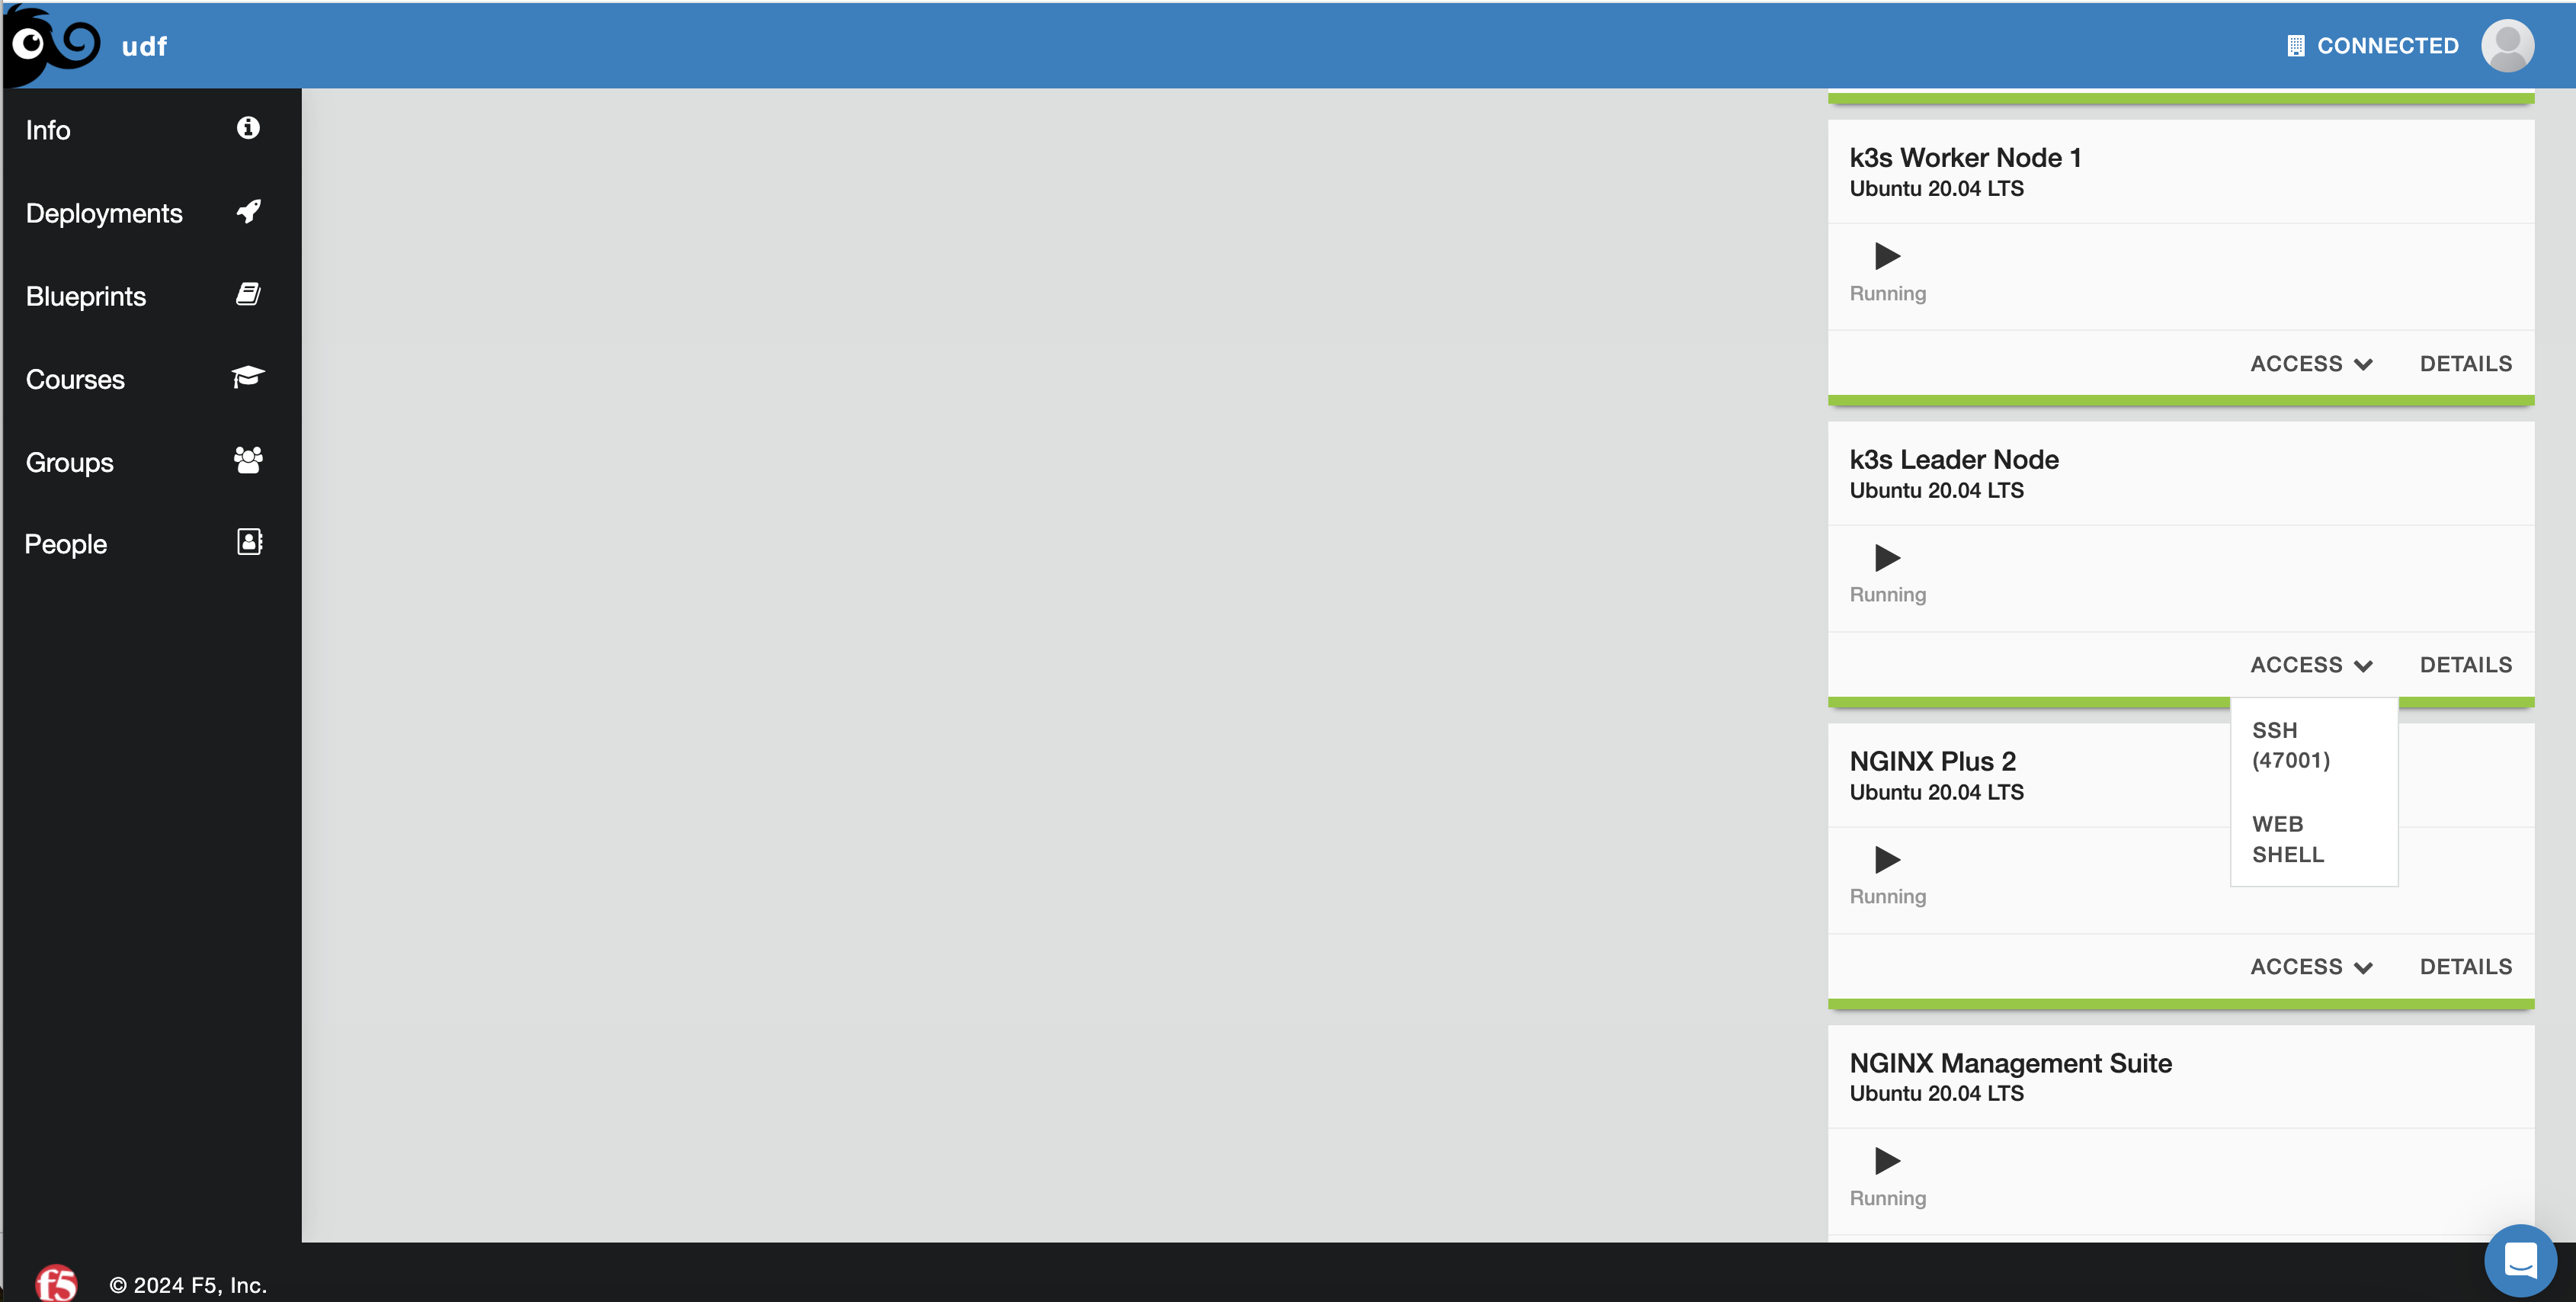 udf
CONNECTED
Info
Deployments
Blueprints
Courses
Groups
People
k3s Worker Node 1
Ubuntu 20.04 LTS
Running
ACCESS DETAILS
k3s Leader Node
Ubuntu 20.04 LTS
Running
ACCESS DETAILS
SSH
(47001)
WEB
SHELL
NGINX Plus 2
Ubuntu 20.04 LTS
Running
ACCESS DETAILS
NGINX Management Suite
Ubuntu 20.04 LTS
Running
f5 © 2024 F5, Inc.